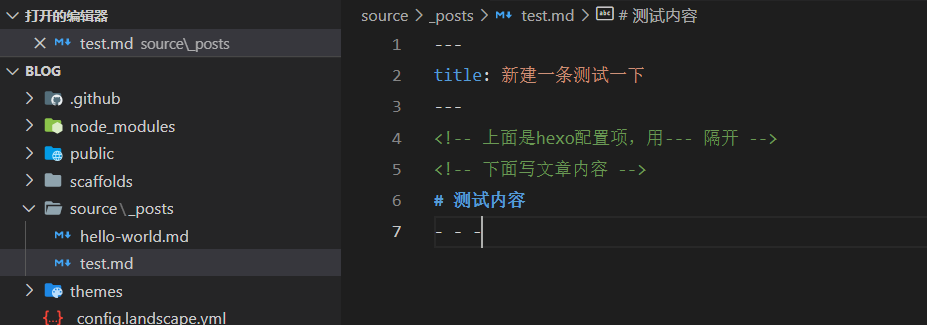 打开的编辑器
test.md source\_posts
BLOG
.github
node_modules
public
scaffolds
source\_posts
hello-world.md
test.md
themes
_config.landscape.yml
source > _posts > test.md > # 测试内容
1 ---
2 title: 新建一条测试一下
3 ---
4 <!-- 上面是hexo配置项，用--- 隔开 -->
5 <!-- 下面写文章内容 -->
6 # 测试内容
7 - - -